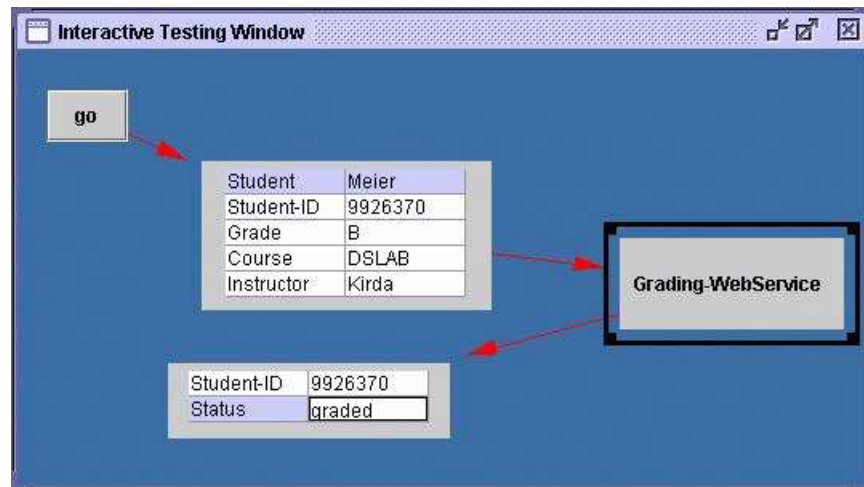 Interactive Testing Window
go
Student Meier
Student-ID 9926370
Grade B
Course DSLAB
Instructor Kirda
Grading-WebService
Student-ID 9926370
Status graded